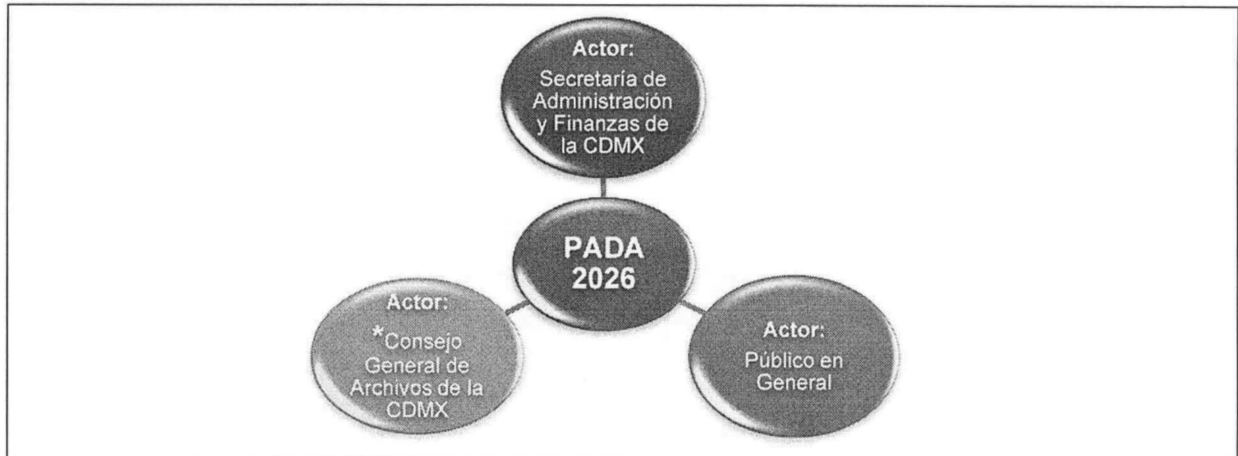 Actor:
Secretaría de
Administración
y Finanzas de
la CDMX
PADA
2026
Actor:
*Consejo
General de
Archivos de la
CDMX
Actor:
Público en
General